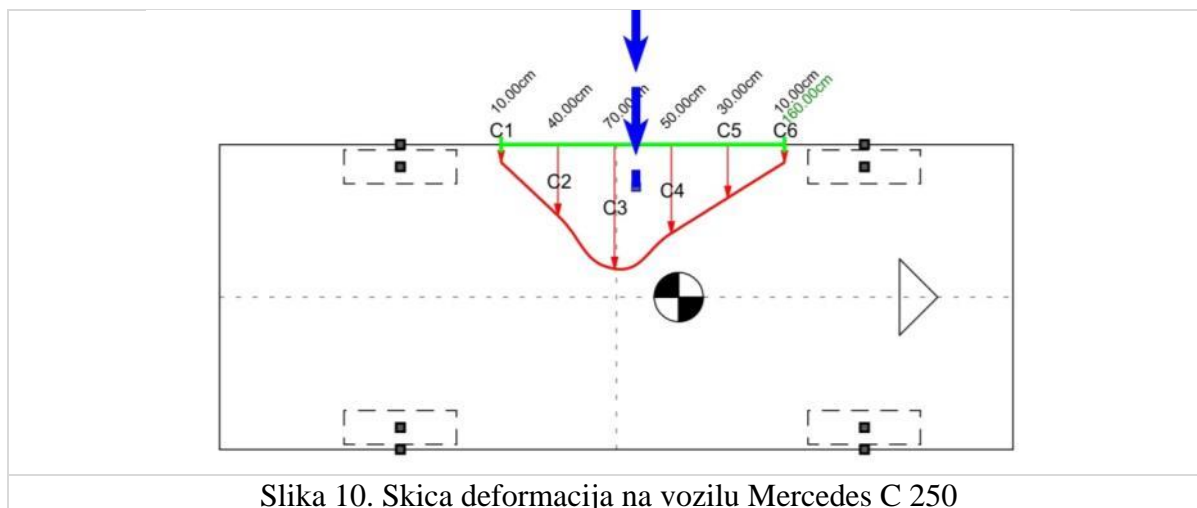 10.00cm 40.00cm 70.00cm 50.00cm 30.00cm 10.00cm
160.00cm
C1 C5 C6
C2 C4
C3
Slika 10. Skica deformacija na vozilu Mercedes C 250